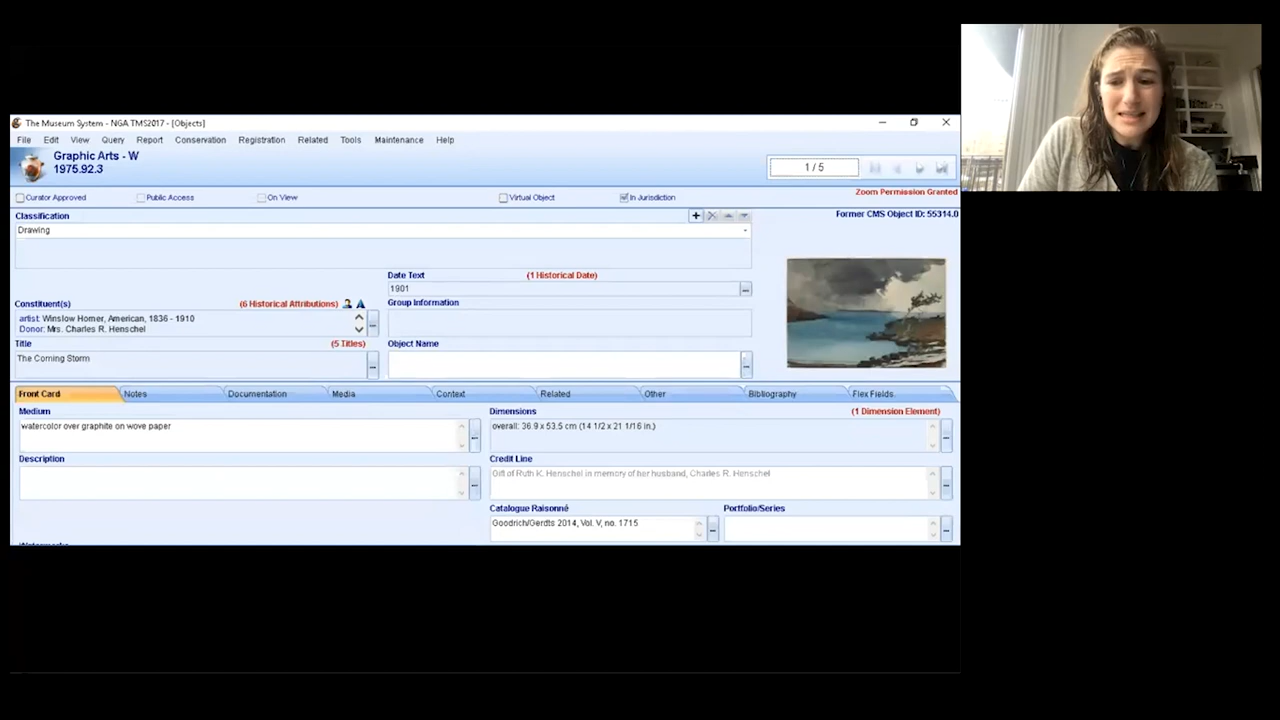 The Museum System - NGA TMS2017 - [Objects]
File Edit View Query Report Conservation Registration Related Tools Maintenance Help
Graphic Arts - W
1975.92.3
1 / 5
Zoom Permission Granted
Curator Approved Public Access On View Virtual Object In Jurisdiction
Classification
Former CMS Object ID: 55314.0
Drawing
Date Text (1 Historical Date)
1901
Constituent(s) (6 Historical Attributions)
Group Information
artist: Winslow Homer, American, 1836 - 1910
Donor: Mrs. Charles R. Henschel
Title (5 Titles)
Object Name
The Coming Storm
Front Card Notes Documentation Media Context Related Other Bibliography Flex Fields
Medium
Dimensions (1 Dimension Element)
watercolor over graphite on wove paper
overall: 36.9 x 53.5 cm (14 1/2 x 21 1/16 in.)
Description
Credit Line
Gift of Ruth K. Henschel in memory of her husband, Charles R. Henschel
Catalogue Raisonné Portfolio/Series
Goodrich/Gerdts 2014, Vol. V, no. 1715